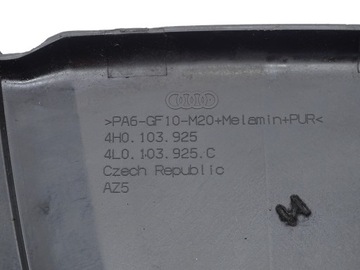 >PA6-GF10-M20+Melamin+PUR<
4H0.103.925
4L0.103.925.C
Czech Republic
AZ5